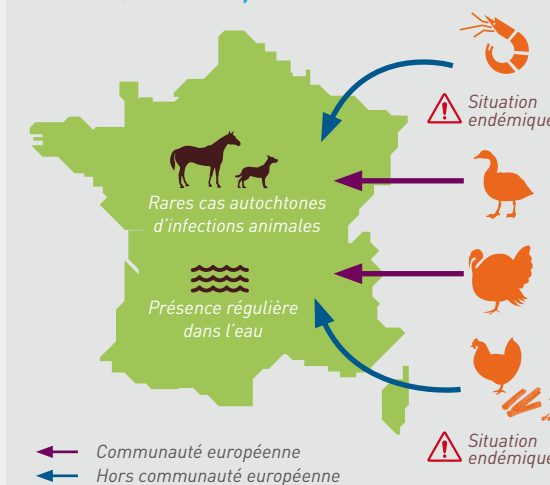 Situation
endémique
Rares cas autochtones
d'infections animales
Présence régulière
dans l'eau
Communauté européenne
Hors communauté européenne
Situation
endémique